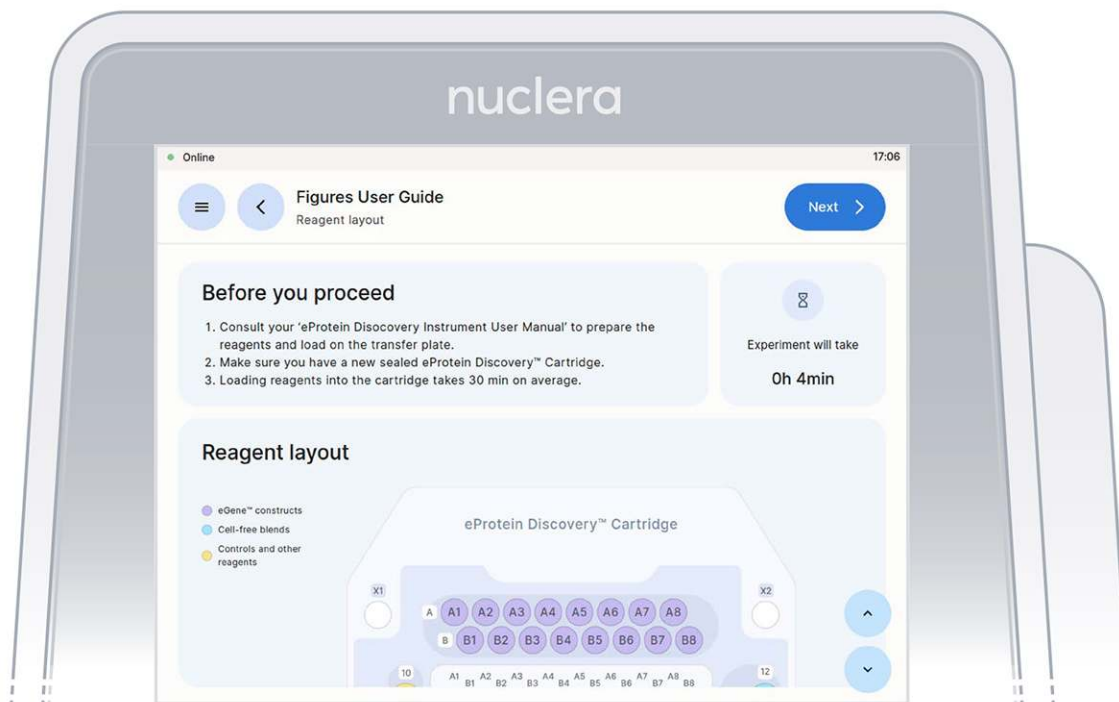 nuclera
Online
17:06
Figures User Guide
Reagent layout
Next
Before you proceed
1. Consult your 'eProtein Disocovery Instrument User Manual' to prepare the
reagents and load on the transfer plate.
2. Make sure you have a new sealed eProtein Discovery™ Cartridge.
3. Loading reagents into the cartridge takes 30 min on average.
Experiment will take
0h 4min
Reagent layout
eGene™ constructs
Cell-free blends
Controls and other
reagents
eProtein Discovery™ Cartridge
X1
X2
A A1 A2 A3 A4 A5 A6 A7 A8
B B1 B2 B3 B4 B5 B6 B7 B8
10
A1 A2 A3 A4 A5 A6 A7 A8
B1 B2 B3 B4 B5 B6 B7 B8
12